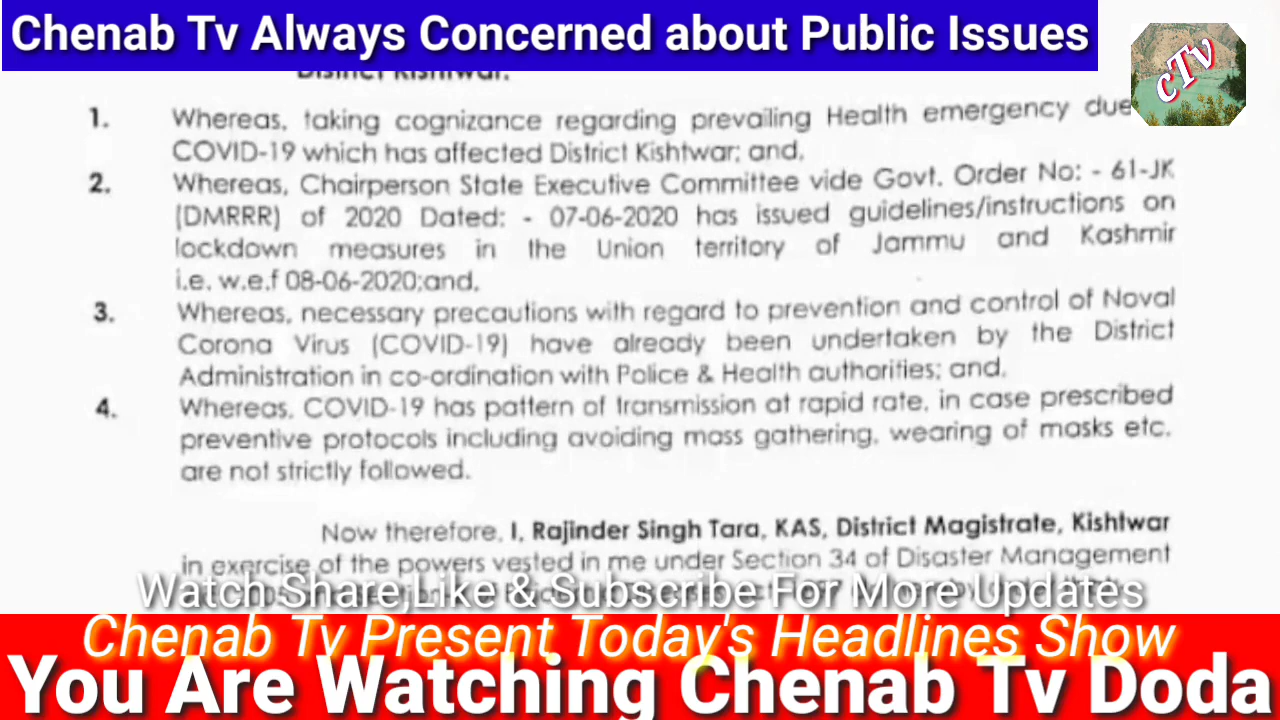 Chenab Tv Always Concerned about Public Issues
cTv
District Kishtwar.
1. Whereas, taking cognizance regarding prevailing Health emergency due
COVID-19 which has affected District Kishtwar; and,
2. Whereas, Chairperson State Executive Committee vide Govt. Order No: - 61-JK
(DMRRR) of 2020 Dated: - 07-06-2020 has issued guidelines/instructions on
lockdown measures in the Union territory of Jammu and Kashmir
i.e. w.e.f 08-06-2020;and,
3. Whereas, necessary precautions with regard to prevention and control of Noval
Corona Virus (COVID-19) have already been undertaken by the District
Administration in co-ordination with Police & Health authorities; and,
4. Whereas, COVID-19 has pattern of transmission at rapid rate, in case prescribed
preventive protocols including avoiding mass gathering, wearing of masks etc.
are not strictly followed.
Now therefore, I, Rajinder Singh Tara, KAS, District Magistrate, Kishtwar
in exercise of the powers vested in me under Section 34 of Disaster Management
Watch,Share,Like & Subscribe For More Updates
Chenab Tv Present Today's Headlines Show
You Are Watching Chenab Tv Doda